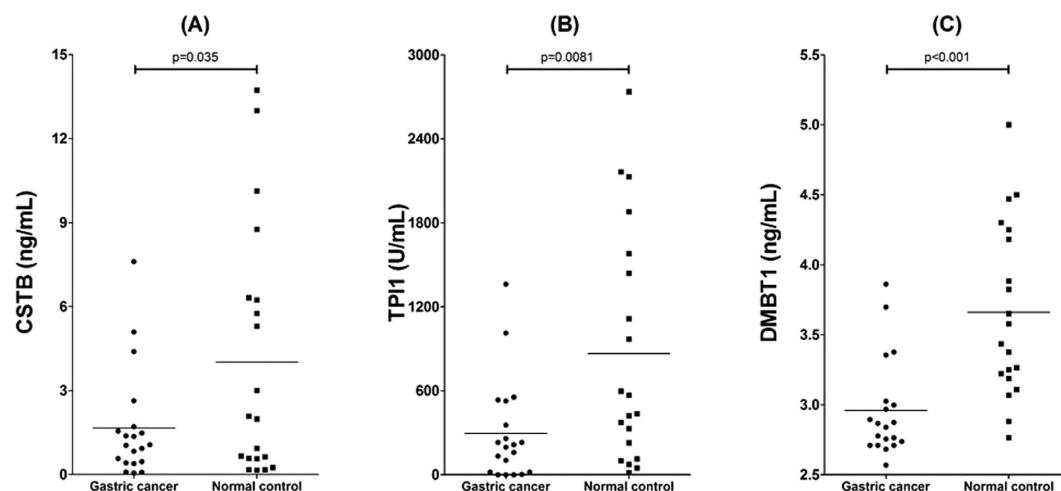 (A)
15
12
9
6
3
0
CSTB (ng/mL)
p=0.035
Gastric cancer
Normal control
(B)
3000
2400
1800
1200
600
0
TPI1 (U/mL)
p=0.0081
Gastric cancer
Normal control
(C)
5.5
5.0
4.5
4.0
3.5
3.0
2.5
DMBT1 (ng/mL)
p<0.001
Gastric cancer
Normal control